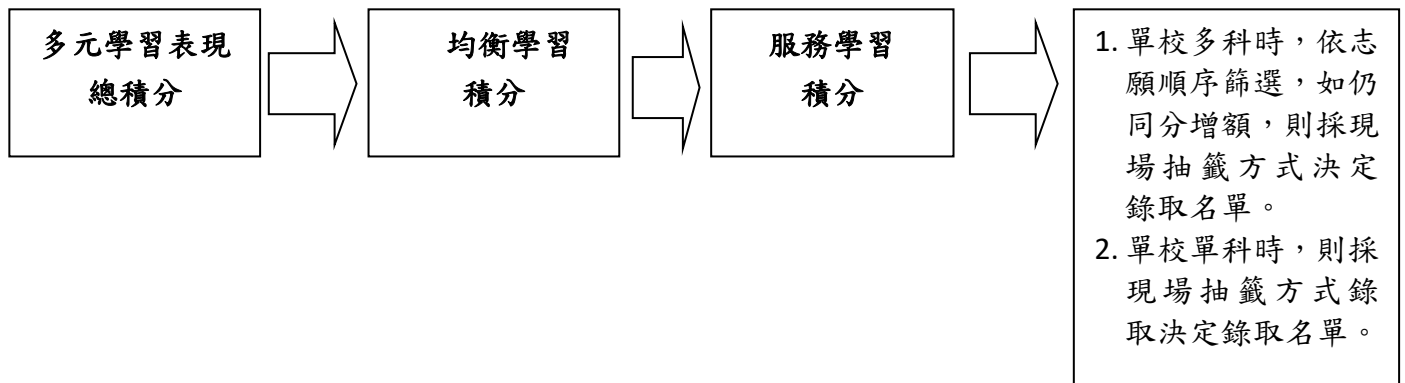 多元學習表現
總積分
均衡學習
積分
服務學習
積分
1. 單校多科時，依志
願順序篩選，如仍
同分增額，則採現
場抽籤方式決定
錄取名單。
2. 單校單科時，則採
現場抽籤方式錄
取決定錄取名單。